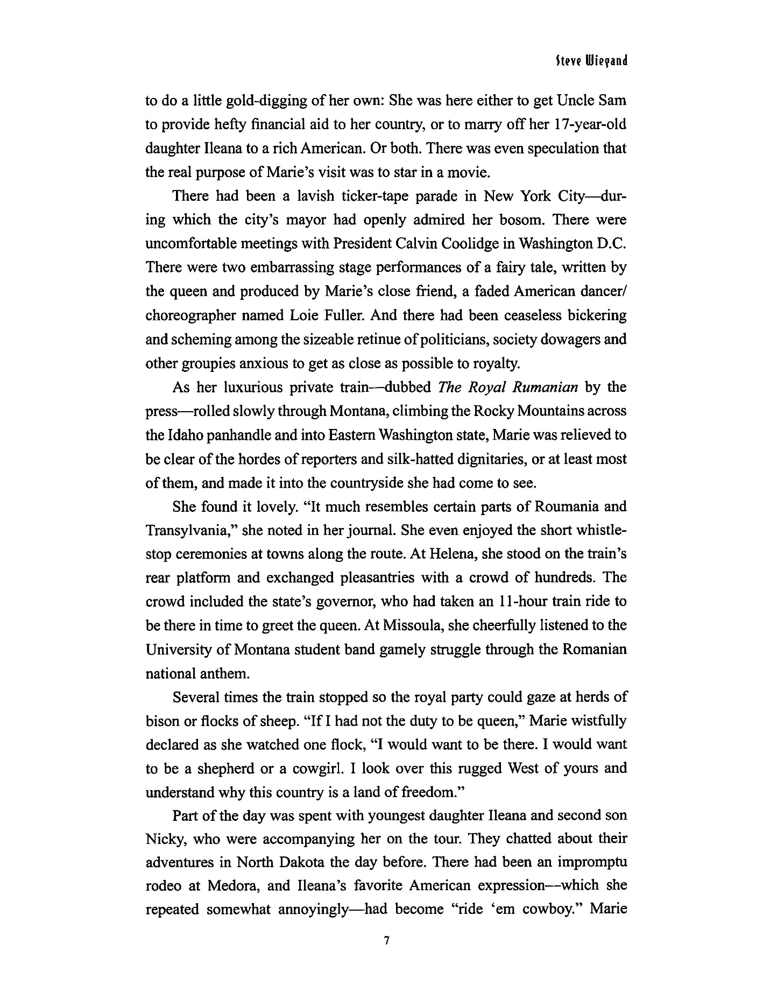 Steve Wiegand
to do a little gold-digging of her own: She was here either to get Uncle Sam
to provide hefty financial aid to her country, or to marry off her 17-year-old
daughter Ileana to a rich American. Or both. There was even speculation that
the real purpose of Marie’s visit was to star in a movie.
There had been a lavish ticker-tape parade in New York City—dur-
ing which the city’s mayor had openly admired her bosom. There were
uncomfortable meetings with President Calvin Coolidge in Washington D.C.
There were two embarrassing stage performances of a fairy tale, written by
the queen and produced by Marie’s close friend, a faded American dancer/
choreographer named Loie Fuller. And there had been ceaseless bickering
and scheming among the sizeable retinue of politicians, society dowagers and
other groupies anxious to get as close as possible to royalty.
As her luxurious private train—dubbed The Royal Rumanian by the
press—rolled slowly through Montana, climbing the Rocky Mountains across
the Idaho panhandle and into Eastern Washington state, Marie was relieved to
be clear of the hordes of reporters and silk-hatted dignitaries, or at least most
of them, and made it into the countryside she had come to see.
She found it lovely. “It much resembles certain parts of Roumania and
Transylvania,” she noted in her journal. She even enjoyed the short whistle-
stop ceremonies at towns along the route. At Helena, she stood on the train’s
rear platform and exchanged pleasantries with a crowd of hundreds. The
crowd included the state’s governor, who had taken an 11-hour train ride to
be there in time to greet the queen. At Missoula, she cheerfully listened to the
University of Montana student band gamely struggle through the Romanian
national anthem.
Several times the train stopped so the royal party could gaze at herds of
bison or flocks of sheep. “If I had not the duty to be queen,” Marie wistfully
declared as she watched one flock, “I would want to be there. I would want
to be a shepherd or a cowgirl. I look over this rugged West of yours and
understand why this country is a land of freedom.”
Part of the day was spent with youngest daughter Ileana and second son
Nicky, who were accompanying her on the tour. They chatted about their
adventures in North Dakota the day before. There had been an impromptu
rodeo at Medora, and Ileana’s favorite American expression—which she
repeated somewhat annoyingly—had become “ride ‘em cowboy.” Marie
7